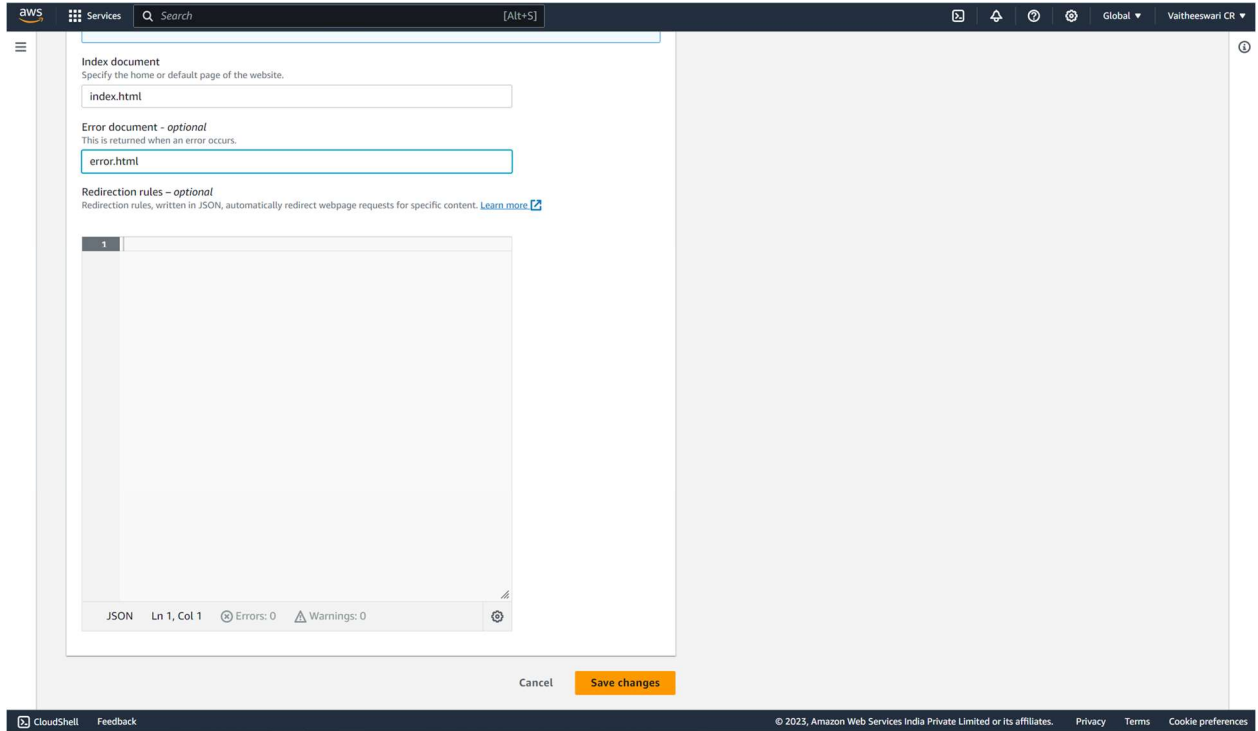 aws Services Search [Alt+S] Global Vaitheeswari CR
Index document
Specify the home or default page of the website.
index.html
Error document - optional
This is returned when an error occurs.
error.html
Redirection rules – optional
Redirection rules, written in JSON, automatically redirect webpage requests for specific content. Learn more
1
JSON Ln 1, Col 1 Errors: 0 Warnings: 0
Cancel Save changes
CloudShell Feedback © 2023, Amazon Web Services India Private Limited or its affiliates. Privacy Terms Cookie preferences